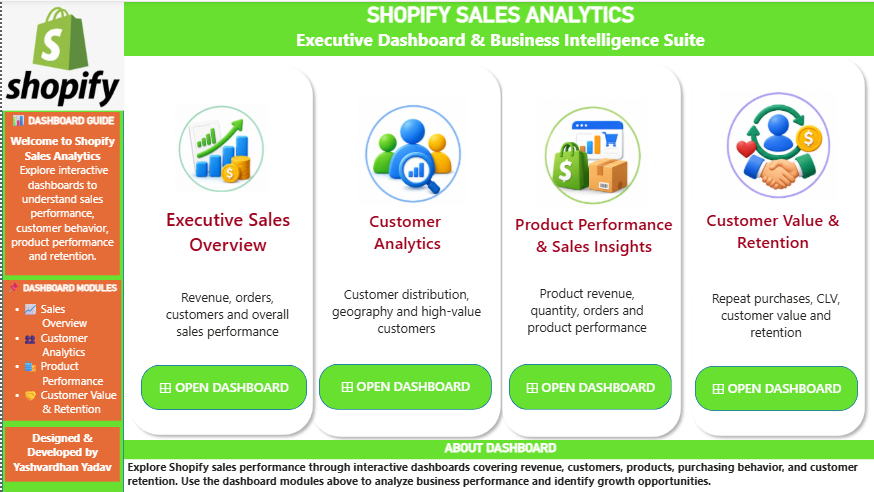 shopify
SHOPIFY SALES ANALYTICS
Executive Dashboard & Business Intelligence Suite
DASHBOARD GUIDE
Welcome to Shopify
Sales Analytics
Explore interactive
dashboards to
understand sales
performance,
customer behavior,
product performance
and retention.
DASHBOARD MODULES
• Sales
Overview
• Customer
Analytics
• Product
Performance
• Customer Value
& Retention
Designed &
Developed by
Yashvardhan Yadav
Executive Sales
Overview
Revenue, orders,
customers and overall
sales performance
OPEN DASHBOARD
Customer
Analytics
Customer distribution,
geography and high-value
customers
OPEN DASHBOARD
Product Performance
& Sales Insights
Product revenue,
quantity, orders and
product performance
OPEN DASHBOARD
Customer Value &
Retention
Repeat purchases, CLV,
customer value and
retention
OPEN DASHBOARD
ABOUT DASHBOARD
Explore Shopify sales performance through interactive dashboards covering revenue, customers, products, purchasing behavior, and customer
retention. Use the dashboard modules above to analyze business performance and identify growth opportunities.